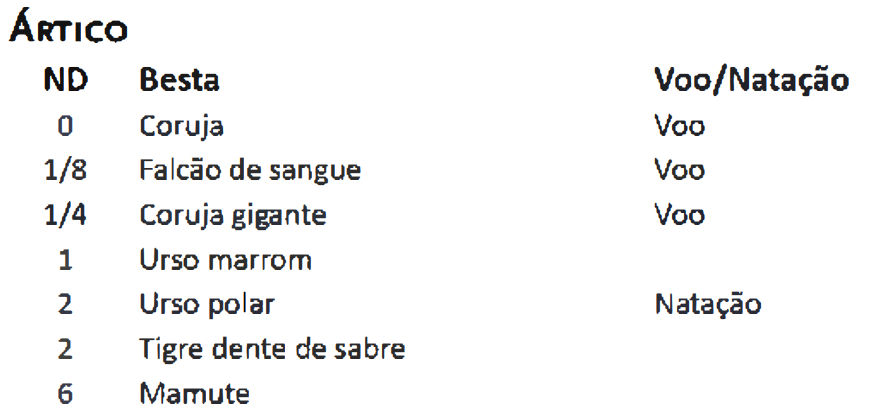 Ártico
ND Besta Voo/Natação
0 Coruja Voo
1/8 Falcão de sangue Voo
1/4 Coruja gigante Voo
1 Urso marrom
2 Urso polar Natação
2 Tigre dente de sabre
6 Mamute